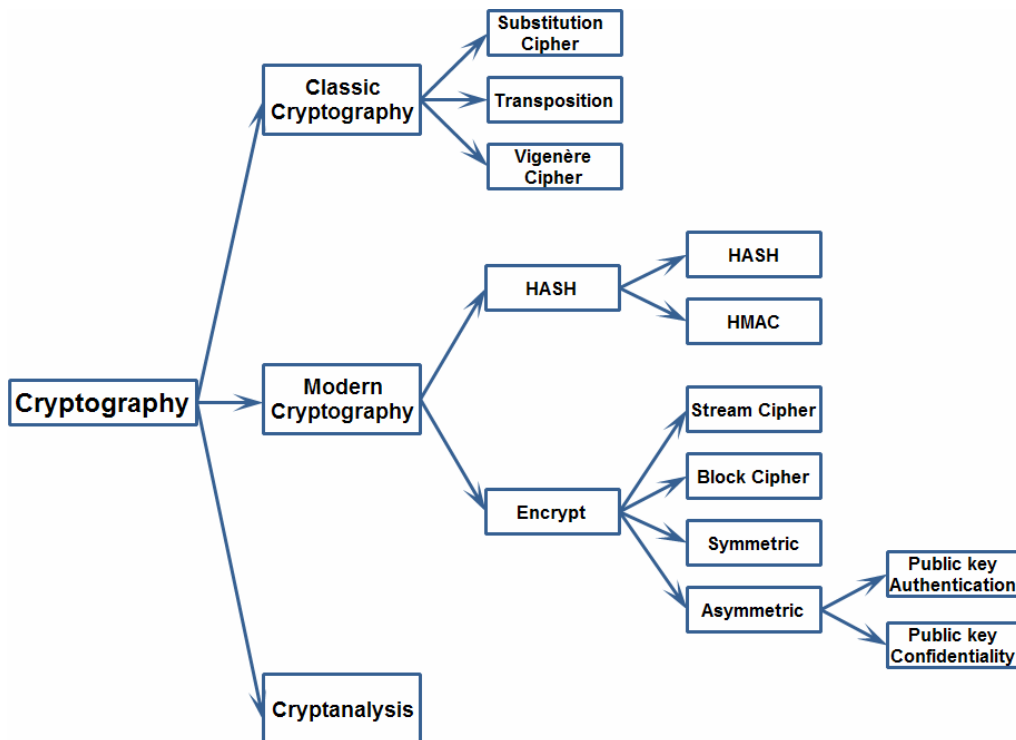 Substitution
Cipher
Classic
Cryptography
Transposition
Vigenère
Cipher
HASH
HASH
HMAC
Cryptography
Modern
Cryptography
Stream Cipher
Block Cipher
Encrypt
Symmetric
Asymmetric
Public key
Authentication
Public key
Confidentiality
Cryptanalysis